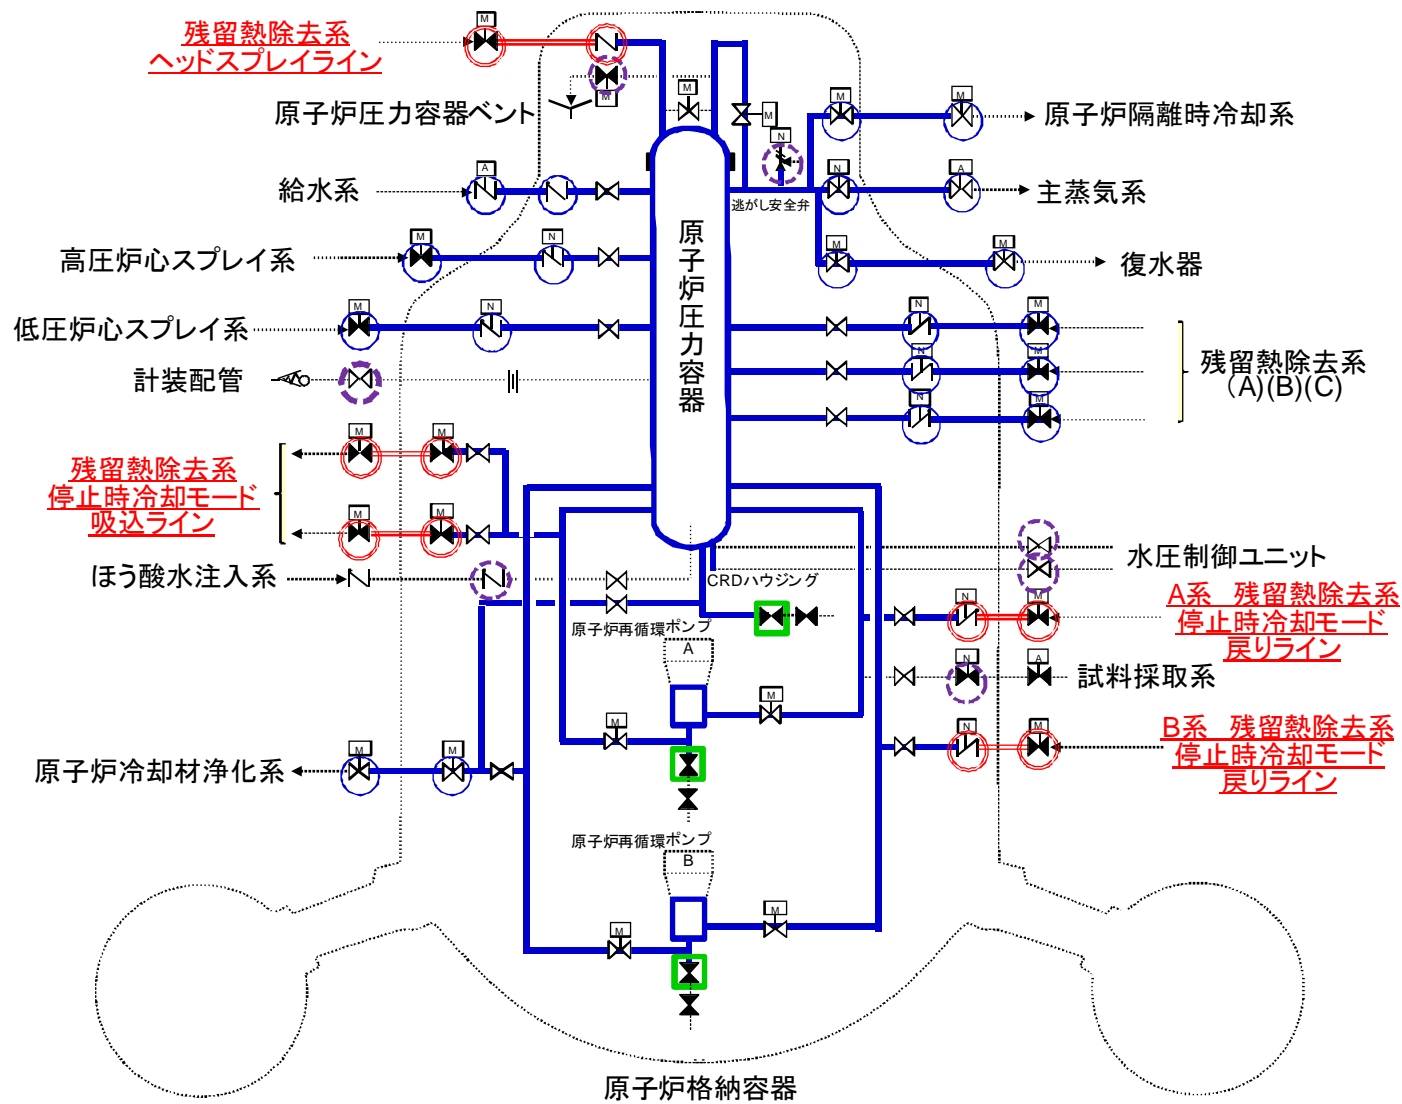 残留熱除去系
ヘッドスプレイライン
M
M
原子炉圧力容器ベント
M
M
N
M
M
原子炉隔離時冷却系
給水系
A
N
A
主蒸気系
逃がし安全弁
高圧炉心スプレイ系
M
N
M
M
復水器
原子炉圧力容器
低圧炉心スプレイ系
M
N
N
M
計装配管
N
M
残留熱除去系
(A)(B)(C)
N
M
M
M
残留熱除去系
停止時冷却モード
吸込ライン
M
M
水圧制御ユニット
ほう酸水注入系
CRDハウジング
N
M
A系 残留熱除去系
停止時冷却モード
戻りライン
原子炉再循環ポンプ
A
N
A
試料採取系
M
M
N
M
B系 残留熱除去系
停止時冷却モード
戻りライン
原子炉冷却材浄化系
M
M
原子炉再循環ポンプ
B
M
M
原子炉格納容器